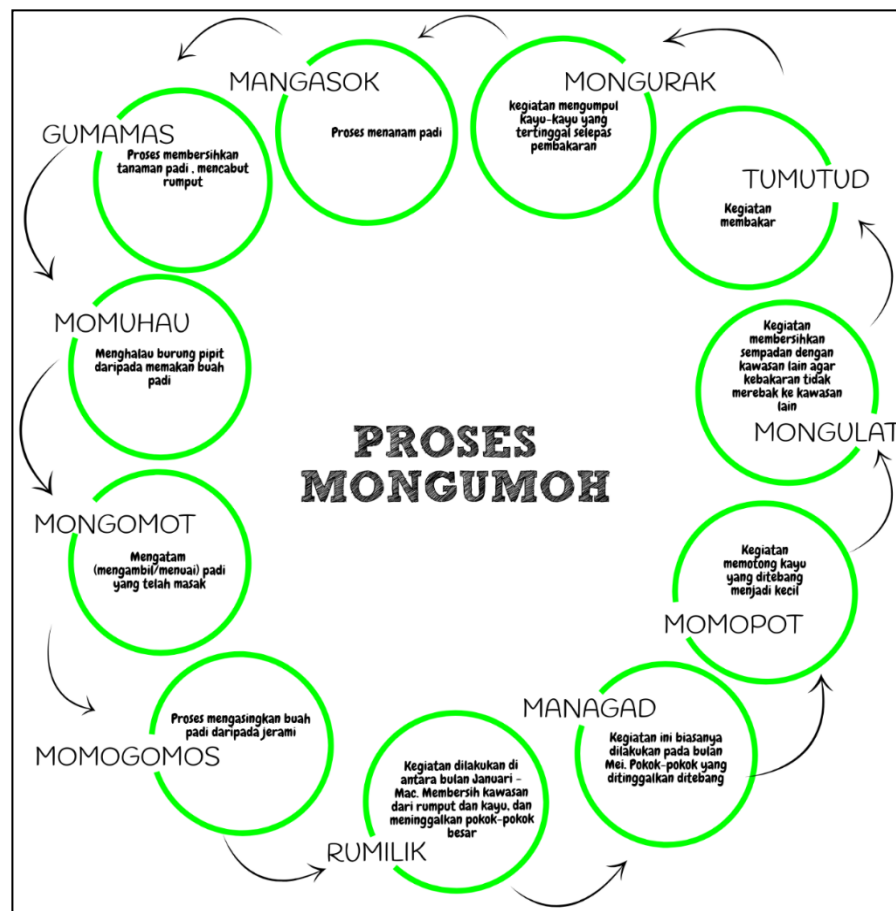 PROSES
MONGUMOH
RUMILIK
Kegiatan dilakukan di
antara bulan Januari -
Mac. Membersih kawasan
dari rumput dan kayu, dan
meninggalkan pokok-pokok
besar
MANAGAD
Kegiatan ini biasanya
dilakukan pada bulan
Mei. Pokok-pokok yang
ditinggalkan ditebang
MOMOPOT
Kegiatan
memotong kayu
yang ditebang
menjadi kecil
MONGULAT
Kegiatan
membersihkan
sempadan dengan
kawasan lain agar
kebakaran tidak
merebak ke kawasan
lain
TUMUTUD
Kegiatan
membakar
MONGURAK
kegiatan mengumpul
kayu-kayu yang
tertinggal selepas
pembakaran
MANGASOK
Proses menanam padi
GUMAMAS
Proses membersihkan
tanaman padi , mencabut
rumput
MOMUHAU
Menghalau burung pipit
daripada memakan buah
padi
MONGOMOT
Mengatam
(mengambil/menuai) padi
yang telah masak
MOMOGOMOS
Proses mengasingkan buah
padi daripada jerami